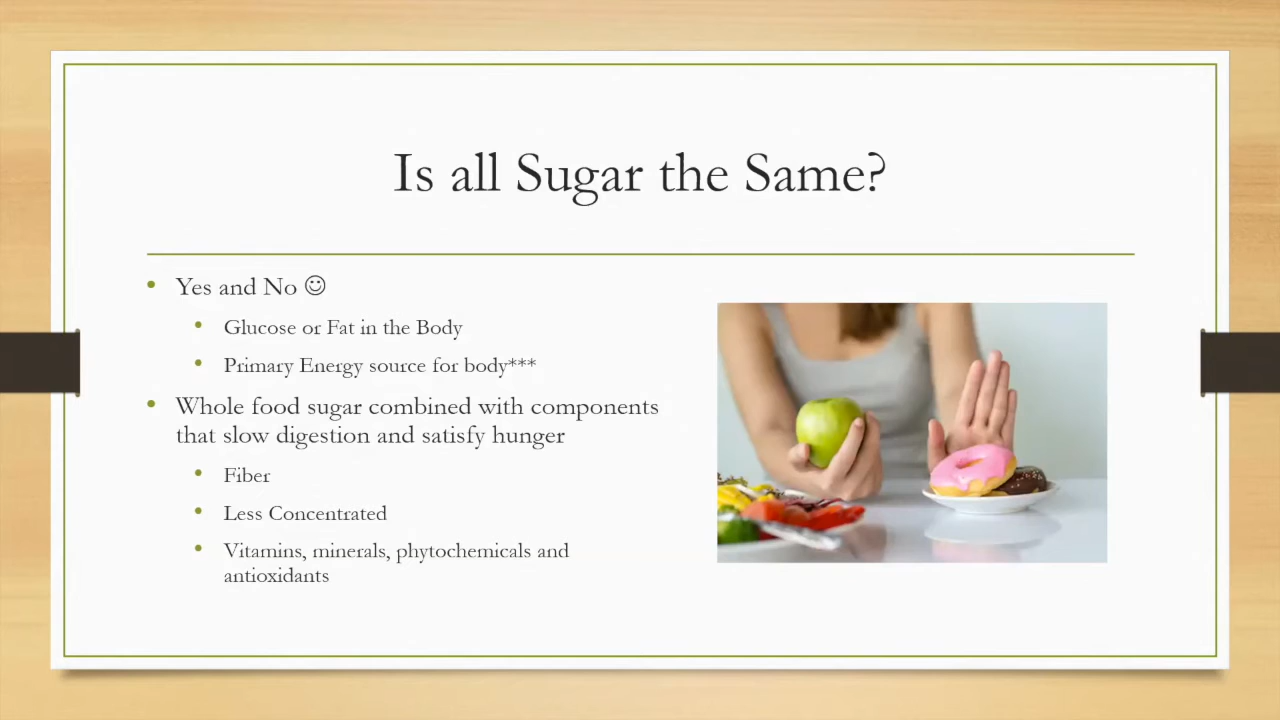 Is all Sugar the Same?
• Yes and No ☺
• Glucose or Fat in the Body
• Primary Energy source for body***
• Whole food sugar combined with components
that slow digestion and satisfy hunger
• Fiber
• Less Concentrated
• Vitamins, minerals, phytochemicals and
antioxidants